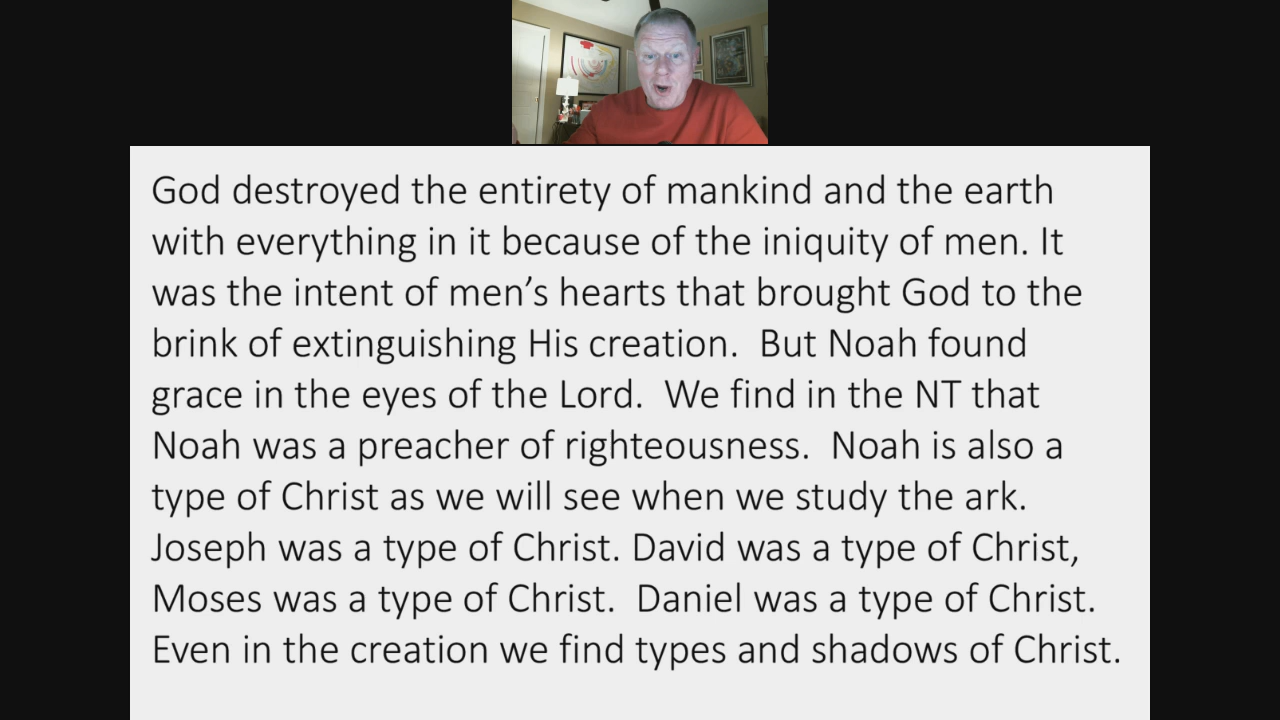 God destroyed the entirety of mankind and the earth
with everything in it because of the iniquity of men. It
was the intent of men’s hearts that brought God to the
brink of extinguishing His creation.  But Noah found
grace in the eyes of the Lord.  We find in the NT that
Noah was a preacher of righteousness.  Noah is also a
type of Christ as we will see when we study the ark.
Joseph was a type of Christ. David was a type of Christ,
Moses was a type of Christ.  Daniel was a type of Christ.
Even in the creation we find types and shadows of Christ.